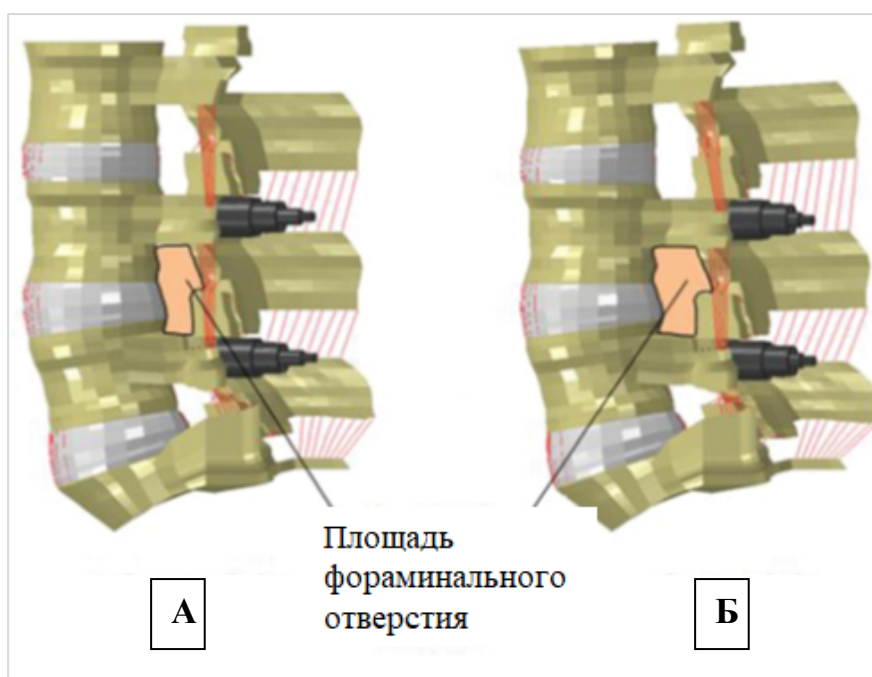 Площадь
фораминального
отверстия
А
Б